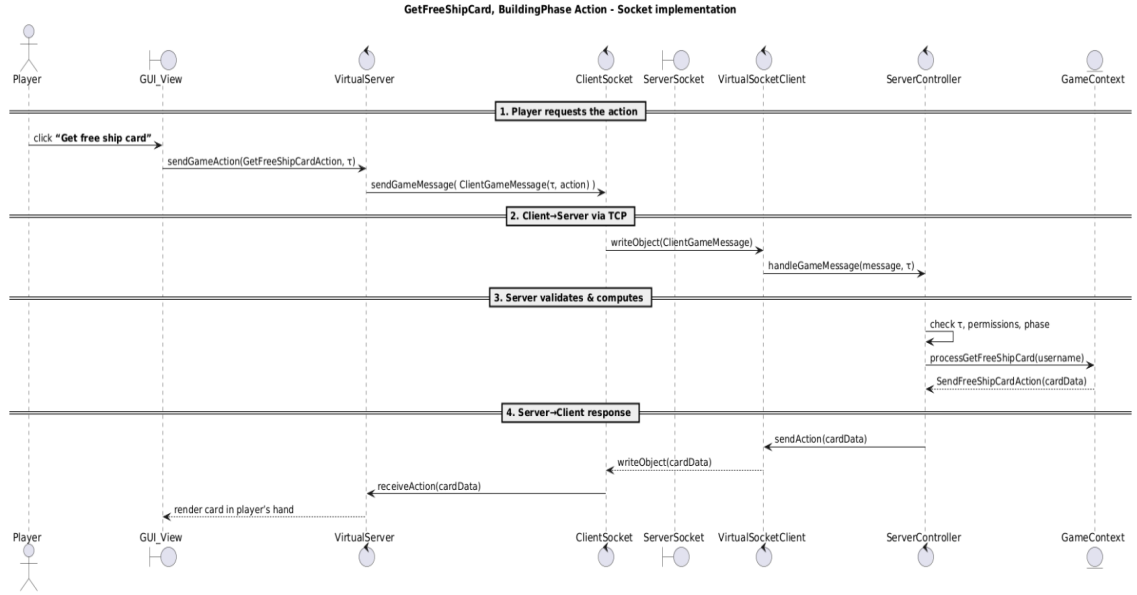 GetFreeShipCard, BuildingPhase Action - Socket implementation
Player GUI_View VirtualServer ClientSocket ServerSocket VirtualSocketClient ServerController GameContext
1. Player requests the action
click “Get free ship card”
sendGameAction(GetFreeShipCardAction, τ)
sendGameMessage( ClientGameMessage(τ, action) )
2. Client→Server via TCP
writeObject(ClientGameMessage)
handleGameMessage(message, τ)
3. Server validates & computes
check τ, permissions, phase
processGetFreeShipCard(username)
SendFreeShipCardAction(cardData)
4. Server→Client response
sendAction(cardData)
writeObject(cardData)
receiveAction(cardData)
render card in player's hand
Player GUI_View VirtualServer ClientSocket ServerSocket VirtualSocketClient ServerController GameContext